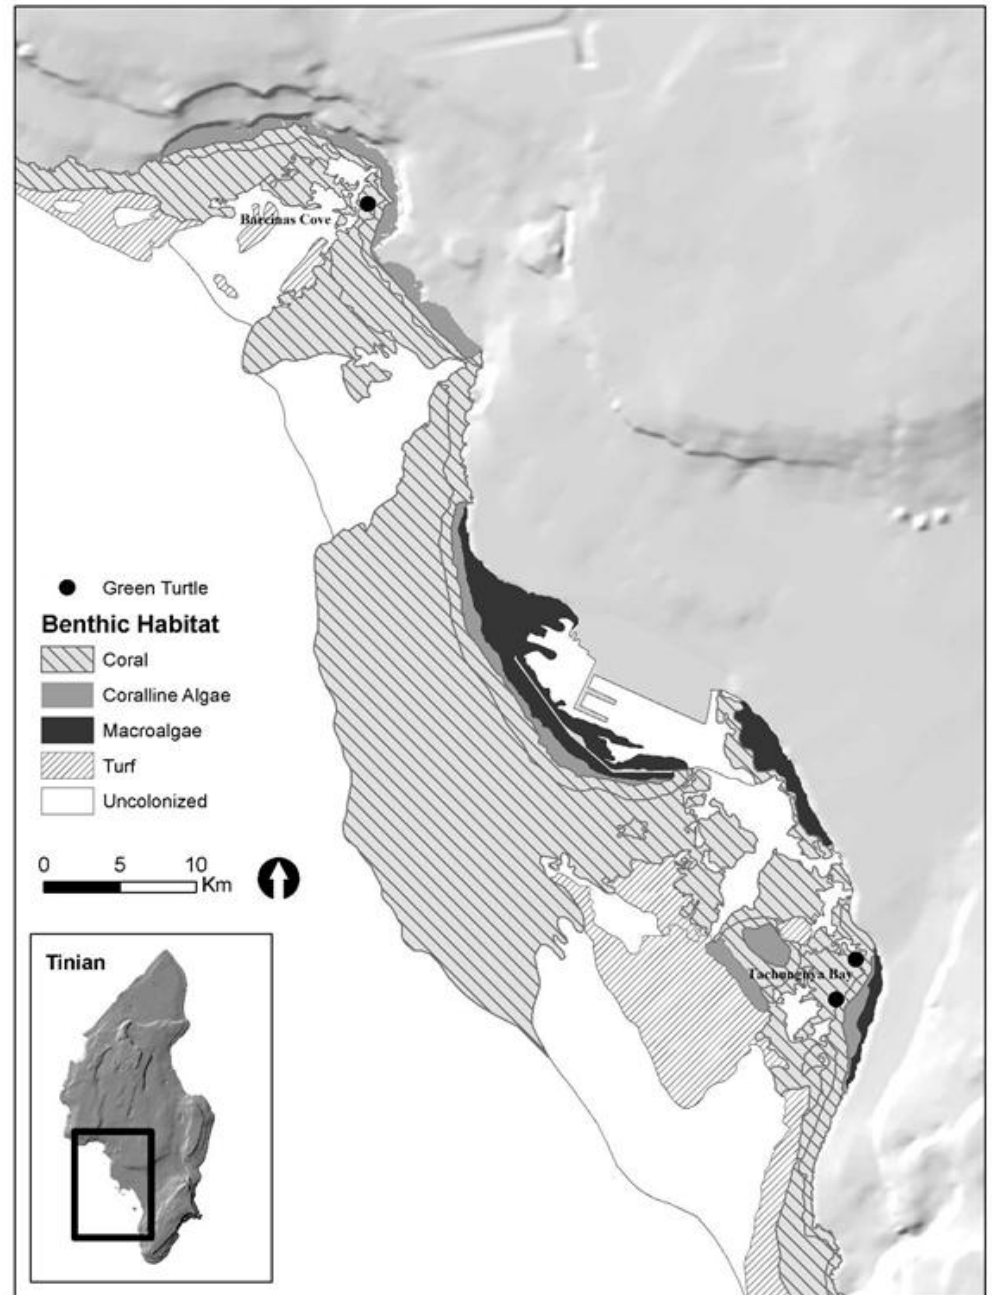 Barcinas Cove
Green Turtle
Benthic Habitat
Coral
Coralline Algae
Macroalgae
Turf
Uncolonized
0 5 10
Km
Tinian
Tachungnya Bay